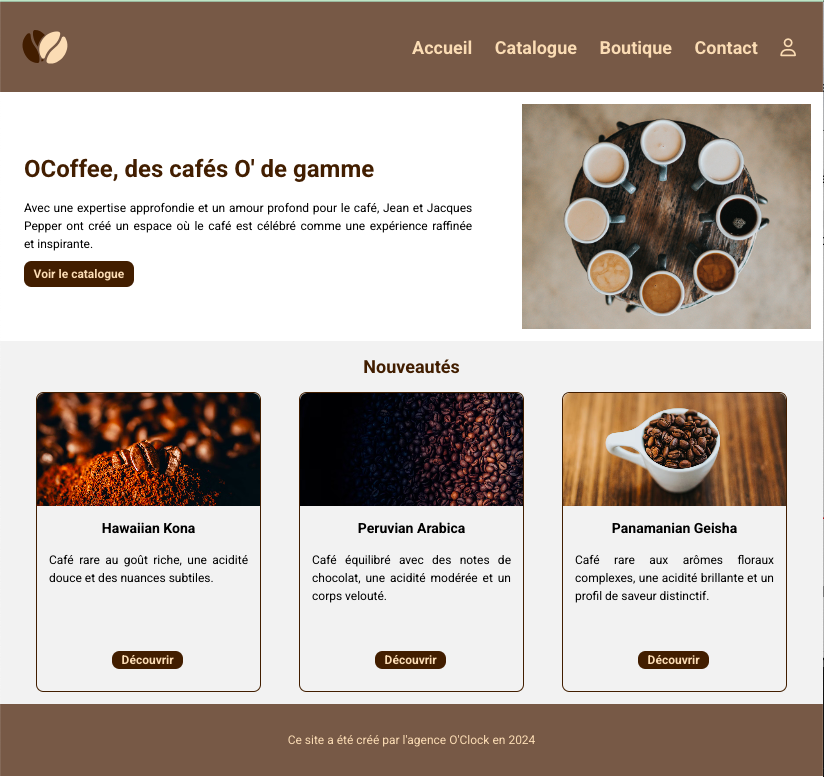 Accueil Catalogue Boutique Contact
OCoffee, des cafés O' de gamme
Avec une expertise approfondie et un amour profond pour le café, Jean et Jacques
Pepper ont créé un espace où le café est célébré comme une expérience raffinée
et inspirante.
Voir le catalogue
Nouveautés
Hawaiian Kona
Café rare au goût riche, une acidité
douce et des nuances subtiles.
Découvrir
Peruvian Arabica
Café équilibré avec des notes de
chocolat, une acidité modérée et un
corps velouté.
Découvrir
Panamanian Geisha
Café rare aux arômes floraux
complexes, une acidité brillante et un
profil de saveur distinctif.
Découvrir
Ce site a été créé par l'agence O'Clock en 2024